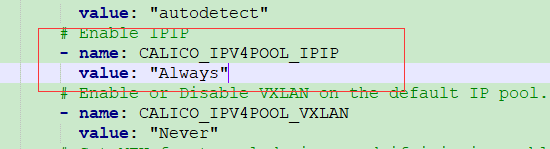 value: "autodetect"
# Enable IPIP
- name: CALICO_IPV4POOL_IPIP
value: "Always"
# Enable or Disable VXLAN on the default IP pool.
- name: CALICO_IPV4POOL_VXLAN
value: "Never"